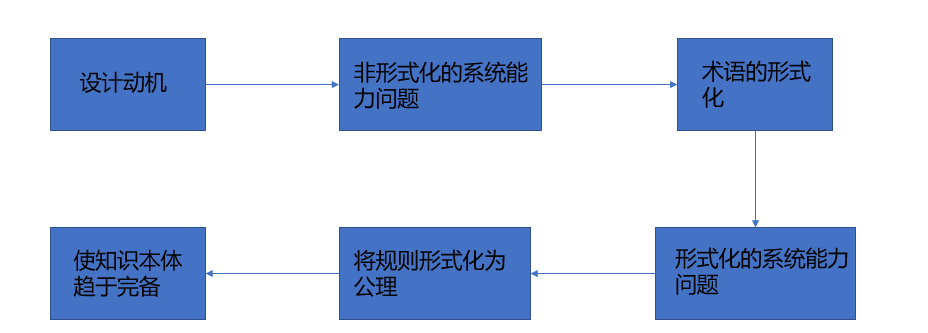 设计动机
非形式化的系统能
力问题
术语的形式
化
形式化的系统能力
问题
将规则形式化为
公理
使知识本体
趋于完备